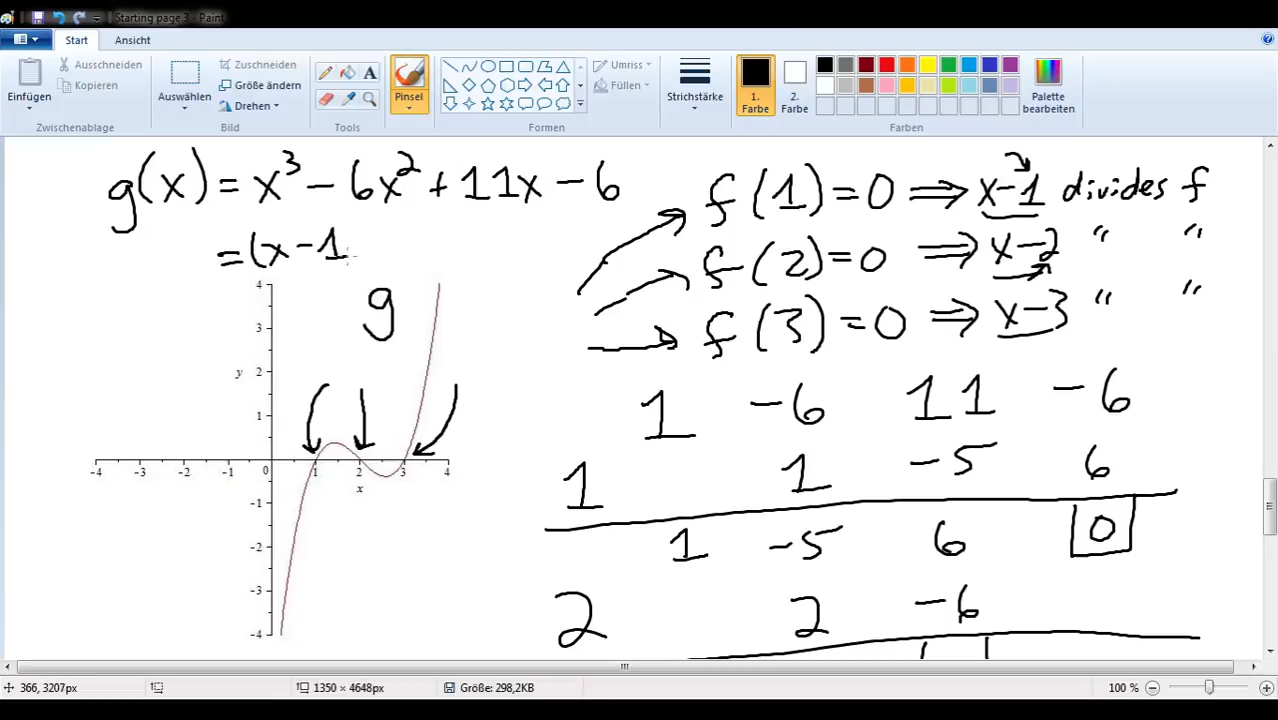 Starting page 3 - Paint
Start Ansicht
Einfügen
Ausschneiden
Kopieren
Zwischenablage
Auswählen
Zuschneiden
Größe ändern
Drehen
Bild
Pinsel
Tools
Umriss
Füllen
Formen
Strichstärke
1. Farbe
2. Farbe
Palette bearbeiten
Farben
g(x) = x³ - 6x² + 11x - 6
= (x - 1
f(1) = 0 ⟹ x-1 divides f
f(2) = 0 ⟹ x-2 " "
f(3) = 0 ⟹ x-3 " "
g
4
3
y 2
1
-4 -3 -2 -1 0 1 2 3 4
x
-1
-2
-3
-4
1 -6 11 -6
1 1 -5 6
1 -5 6 0
2 2 -6
366, 3207px
1350 × 4648px
Größe: 298,2KB
100 %